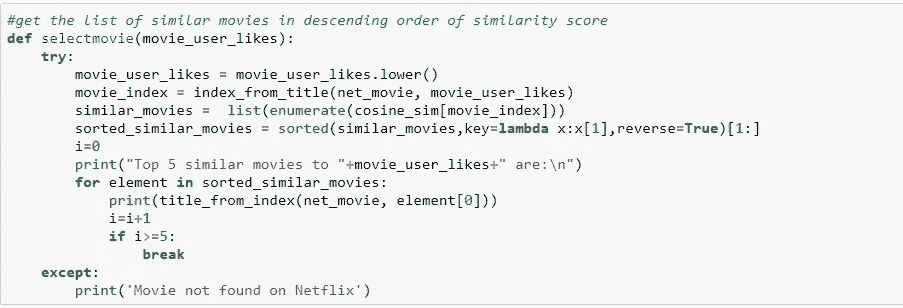 #get the list of similar movies in descending order of similarity score
def selectmovie(movie_user_likes):
    try:
        movie_user_likes = movie_user_likes.lower()
        movie_index = index_from_title(net_movie, movie_user_likes)
        similar_movies =  list(enumerate(cosine_sim[movie_index]))
        sorted_similar_movies = sorted(similar_movies,key=lambda x:x[1],reverse=True)[1:]
        i=0
        print("Top 5 similar movies to "+movie_user_likes+" are:\n")
        for element in sorted_similar_movies:
            print(title_from_index(net_movie, element[0]))
            i=i+1
            if i>=5:
                break
    except:
        print('Movie not found on Netflix')